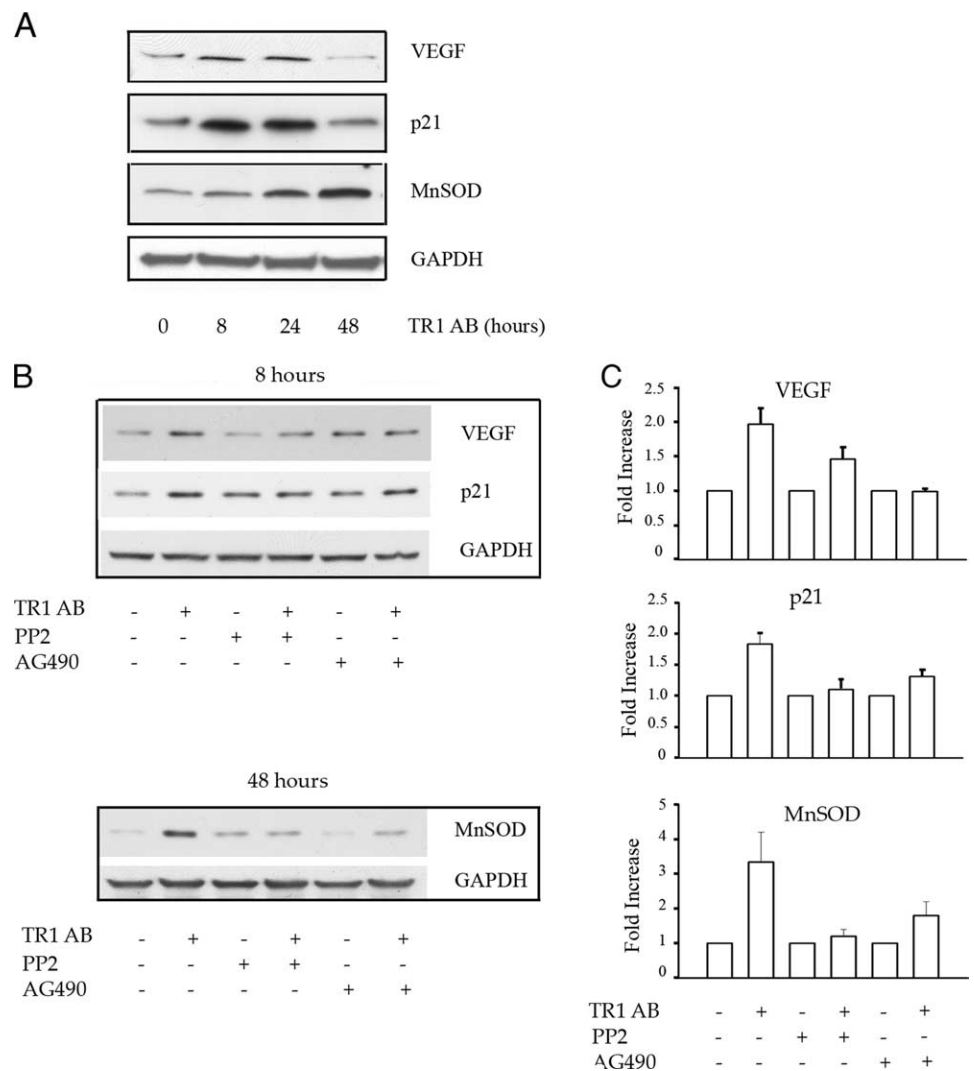 A
VEGF
p21
MnSOD
GAPDH
0 8 24 48 TR1 AB (hours)
B
8 hours
VEGF
p21
GAPDH
TR1 AB - + - + - +
PP2 - - + + - -
AG490 - - - - + +
48 hours
MnSOD
GAPDH
TR1 AB - + - + - +
PP2 - - + + - -
AG490 - - - - + +
C
VEGF
Fold Increase
2.5
2.0
1.5
1.0
0.5
0
p21
Fold Increase
2.5
2.0
1.5
1.0
0.5
0
MnSOD
Fold Increase
5
4
3
2
1
0
TR1 AB - + - + - +
PP2 - - + + - -
AG490 - - - - + +